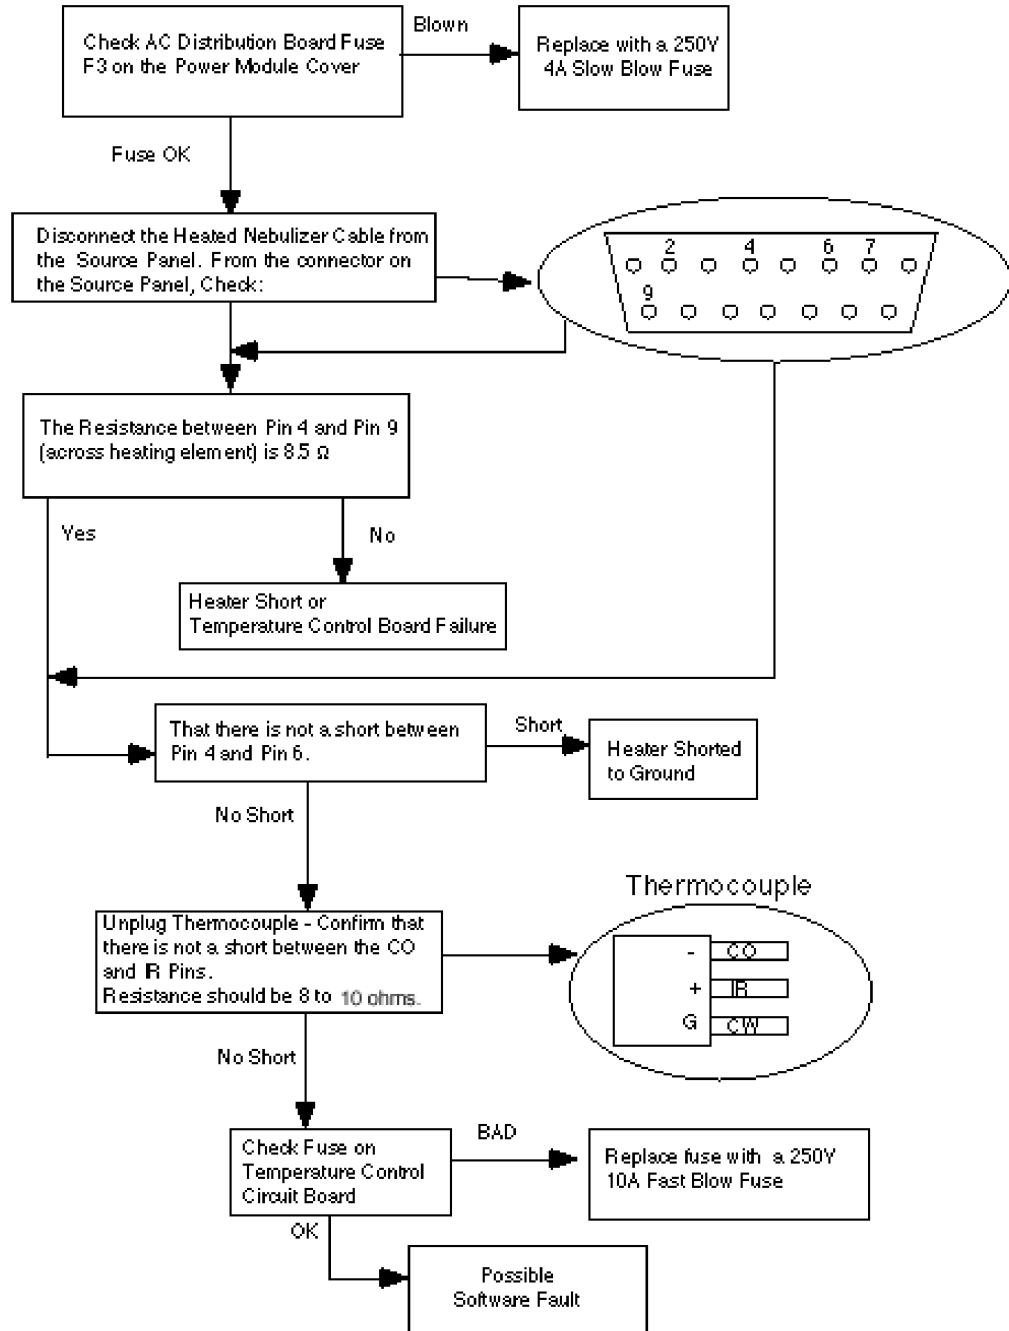 Blown
Check AC Distribution Board Fuse
F3 on the Power Module Cover
Replace with a 250V
4A Slow Blow Fuse
Fuse OK
Disconnect the Heated Nebulizer Cable from
the Source Panel. From the connector on
the Source Panel, Check:
2 4 6 7
9
The Resistance between Pin 4 and Pin 9
(across heating element) is 8.5 Ω
Yes
No
Heater Short or
Temperature Control Board Failure
That there is not a short between
Pin 4 and Pin 6.
Short
Heater Shorted
to Ground
No Short
Thermocouple
Unplug Thermocouple - Confirm that
there is not a short between the CO
and IR Pins.
Resistance should be 8 to 10 ohms.
- CO
+ IR
G CW
No Short
Check Fuse on
Temperature Control
Circuit Board
BAD
Replace fuse with a 250V
10A Fast Blow Fuse
OK
Possible
Software Fault